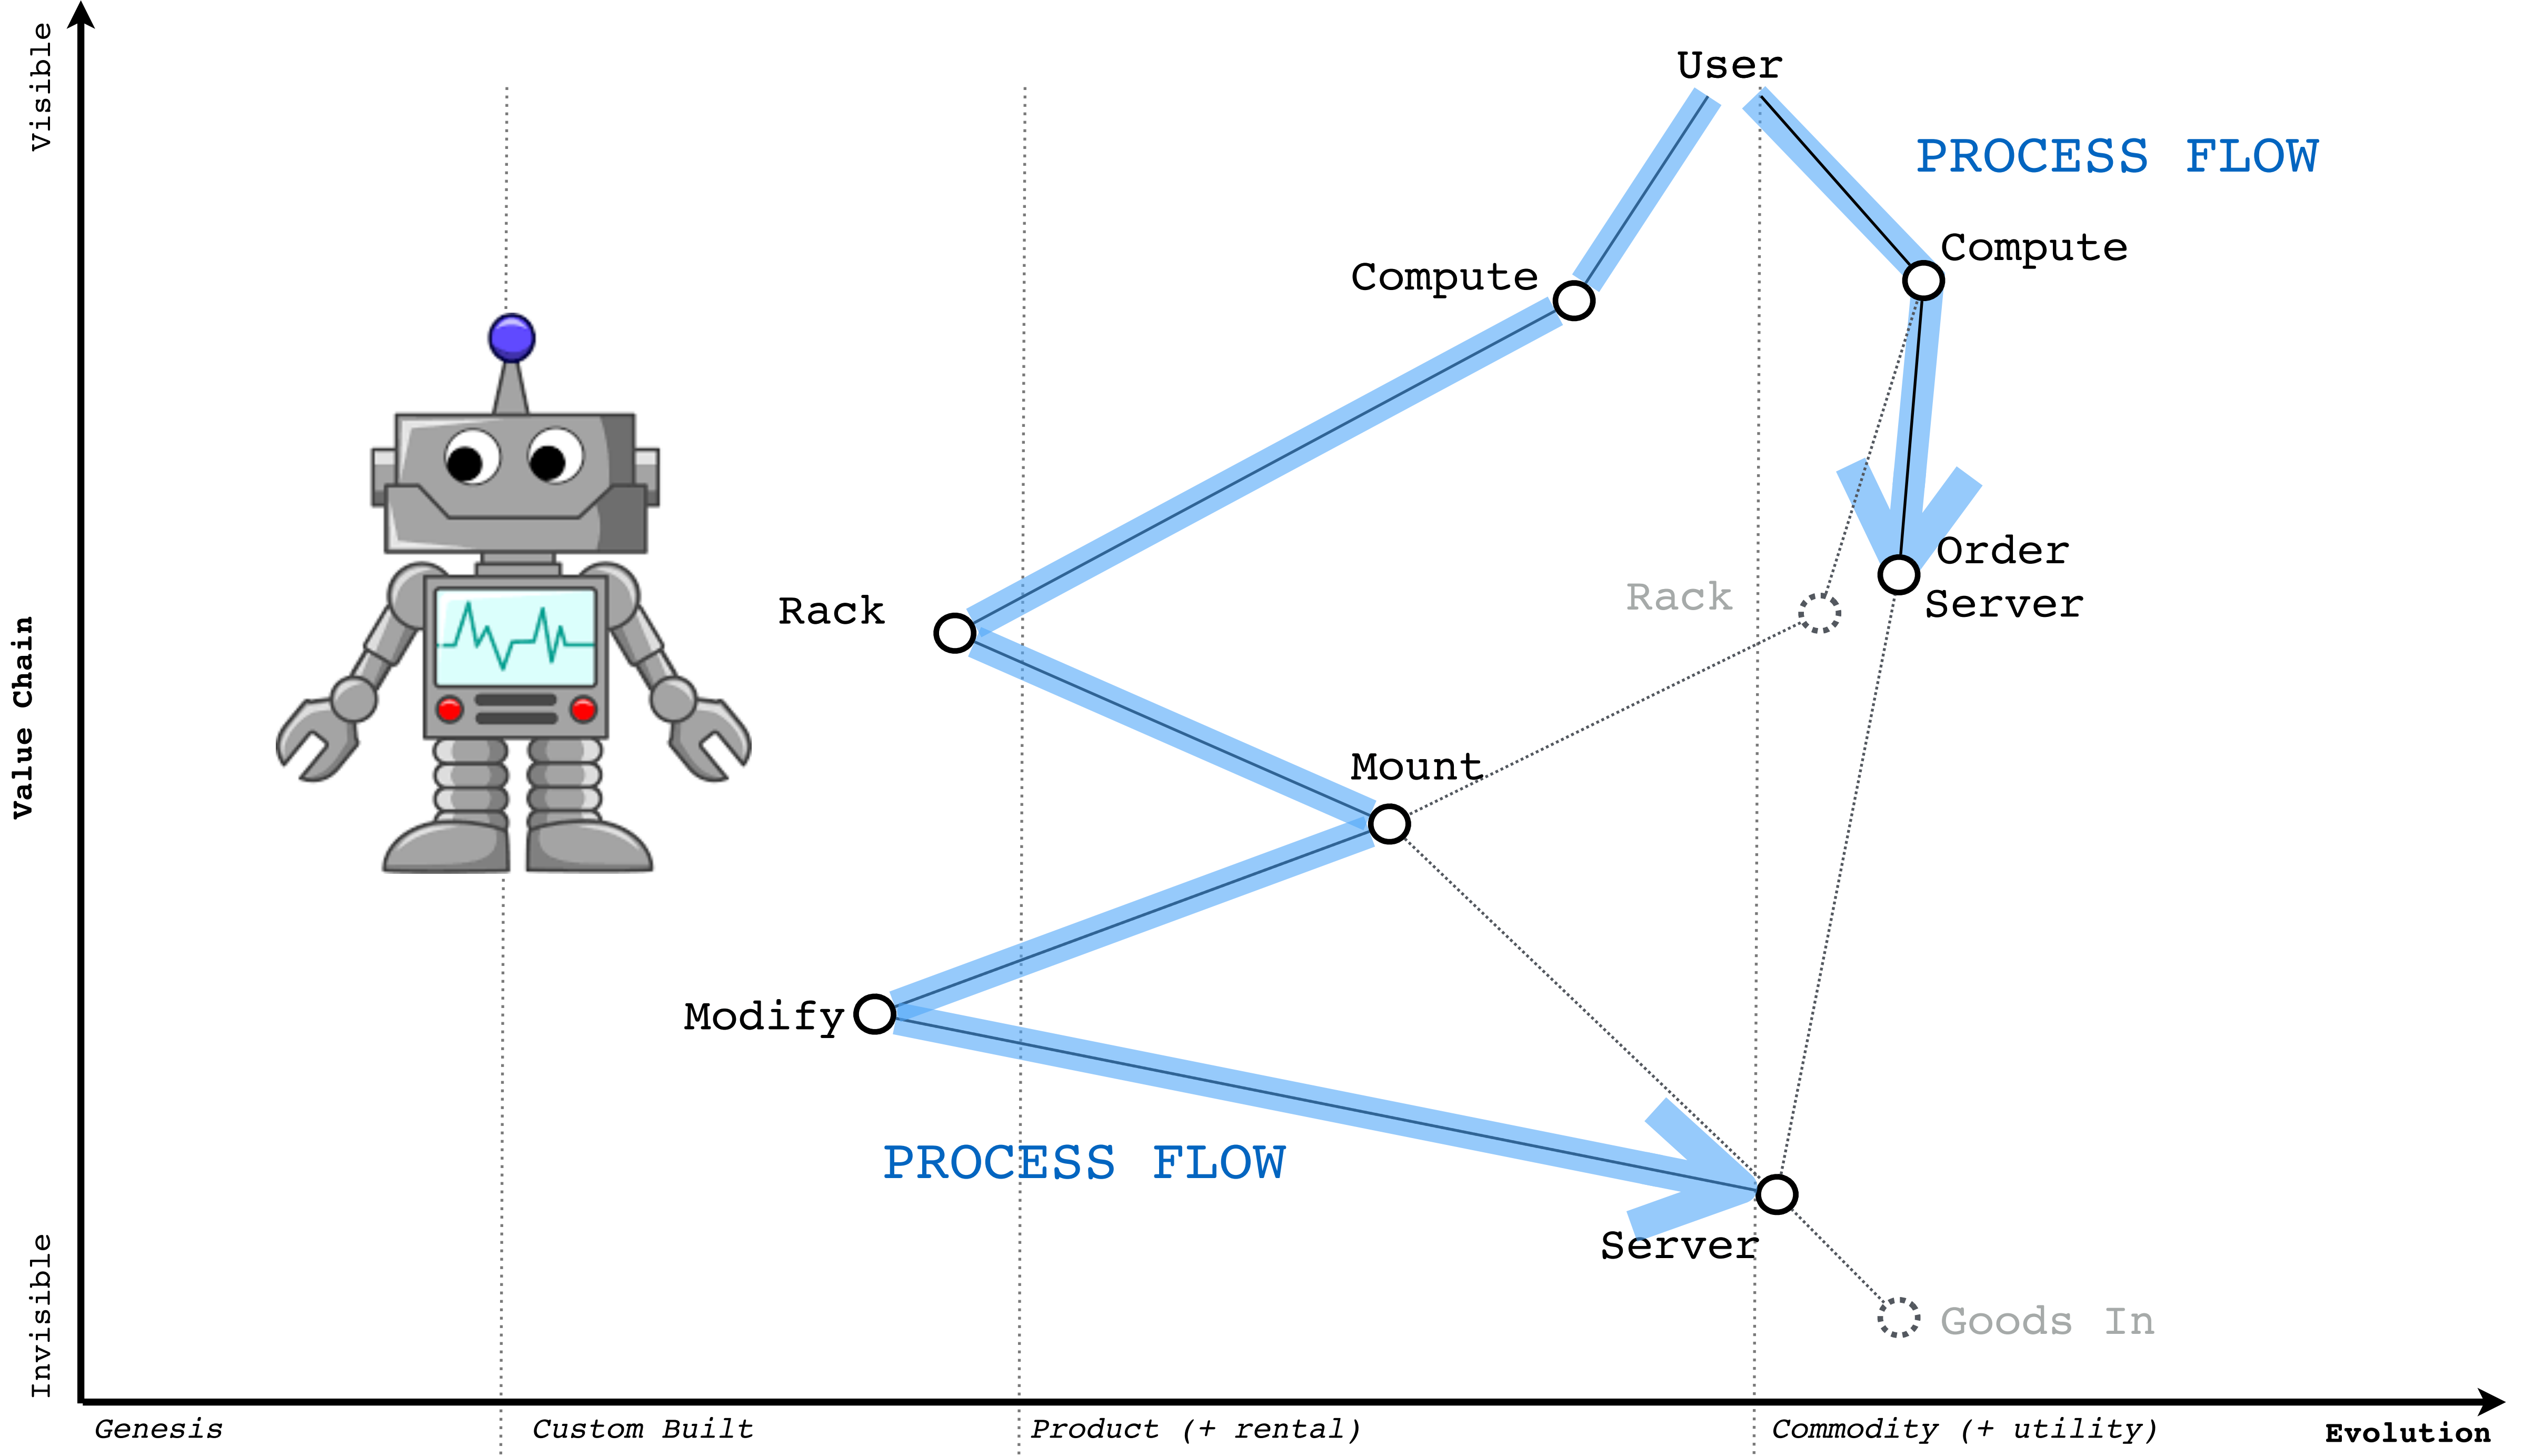 Visible
User
PROCESS FLOW
Compute
Compute
Order
Server
Rack
Rack
Value Chain
Mount
Modify
PROCESS FLOW
Server
Invisible
Goods In
Genesis
Custom Built
Product (+ rental)
Commodity (+ utility)
Evolution